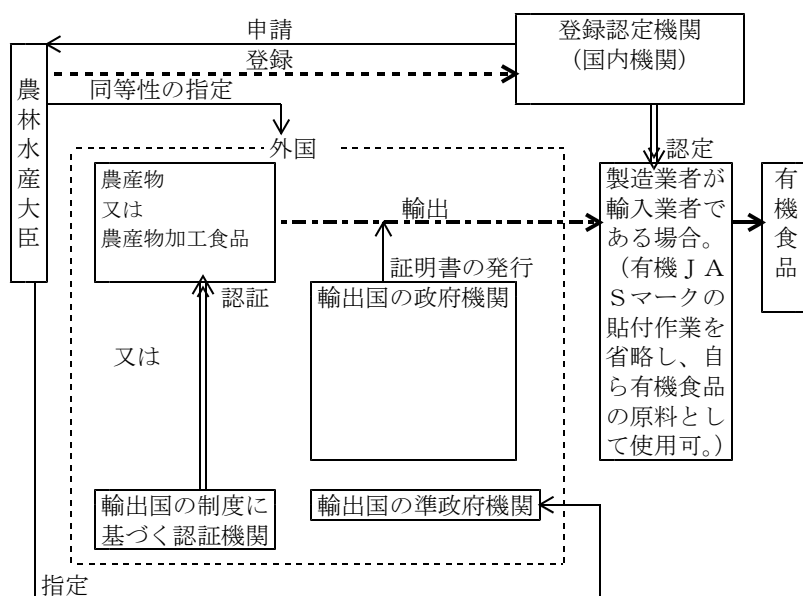 申請
登録
登録認定機関
（国内機関）
農林水産大臣
同等性の指定
外国
認定
農産物
又は
農産物加工食品
輸出
製造業者が
輸入業者で
ある場合。
（有機ＪＡ
Ｓマークの
貼付作業を
省略し、自
ら有機食品
の原料とし
て使用可。）
有機食品
証明書の発行
認証
輸出国の政府機関
又は
輸出国の制度に
基づく認証機関
輸出国の準政府機関
指定